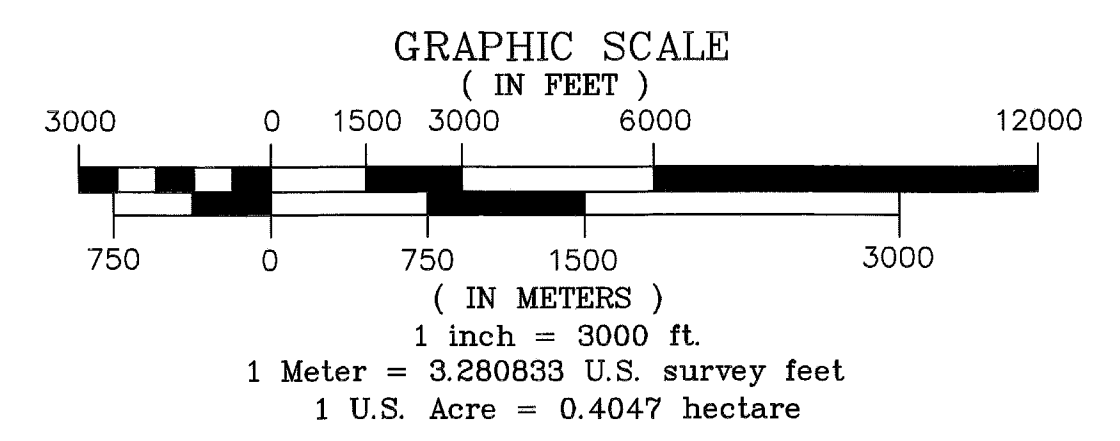 GRAPHIC SCALE
( IN FEET )
3000 0 1500 3000 6000 12000
750 0 750 1500 3000
( IN METERS )
1 inch = 3000 ft.
1 Meter = 3.280833 U.S. survey feet
1 U.S. Acre = 0.4047 hectare